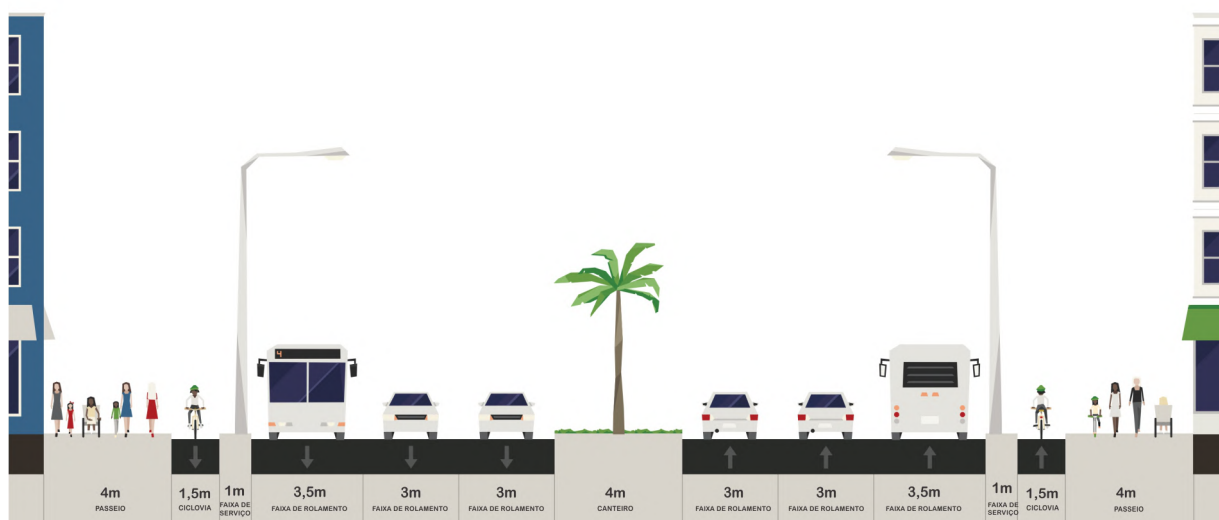 4
4m
PASSEIO
1,5m
CICLOVIA
1m
FAIXA DE
SERVIÇO
3,5m
FAIXA DE ROLAMENTO
3m
FAIXA DE ROLAMENTO
3m
FAIXA DE ROLAMENTO
4m
CANTEIRO
3m
FAIXA DE ROLAMENTO
3m
FAIXA DE ROLAMENTO
3,5m
FAIXA DE ROLAMENTO
1m
FAIXA DE
SERVIÇO
1,5m
CICLOVIA
4m
PASSEIO